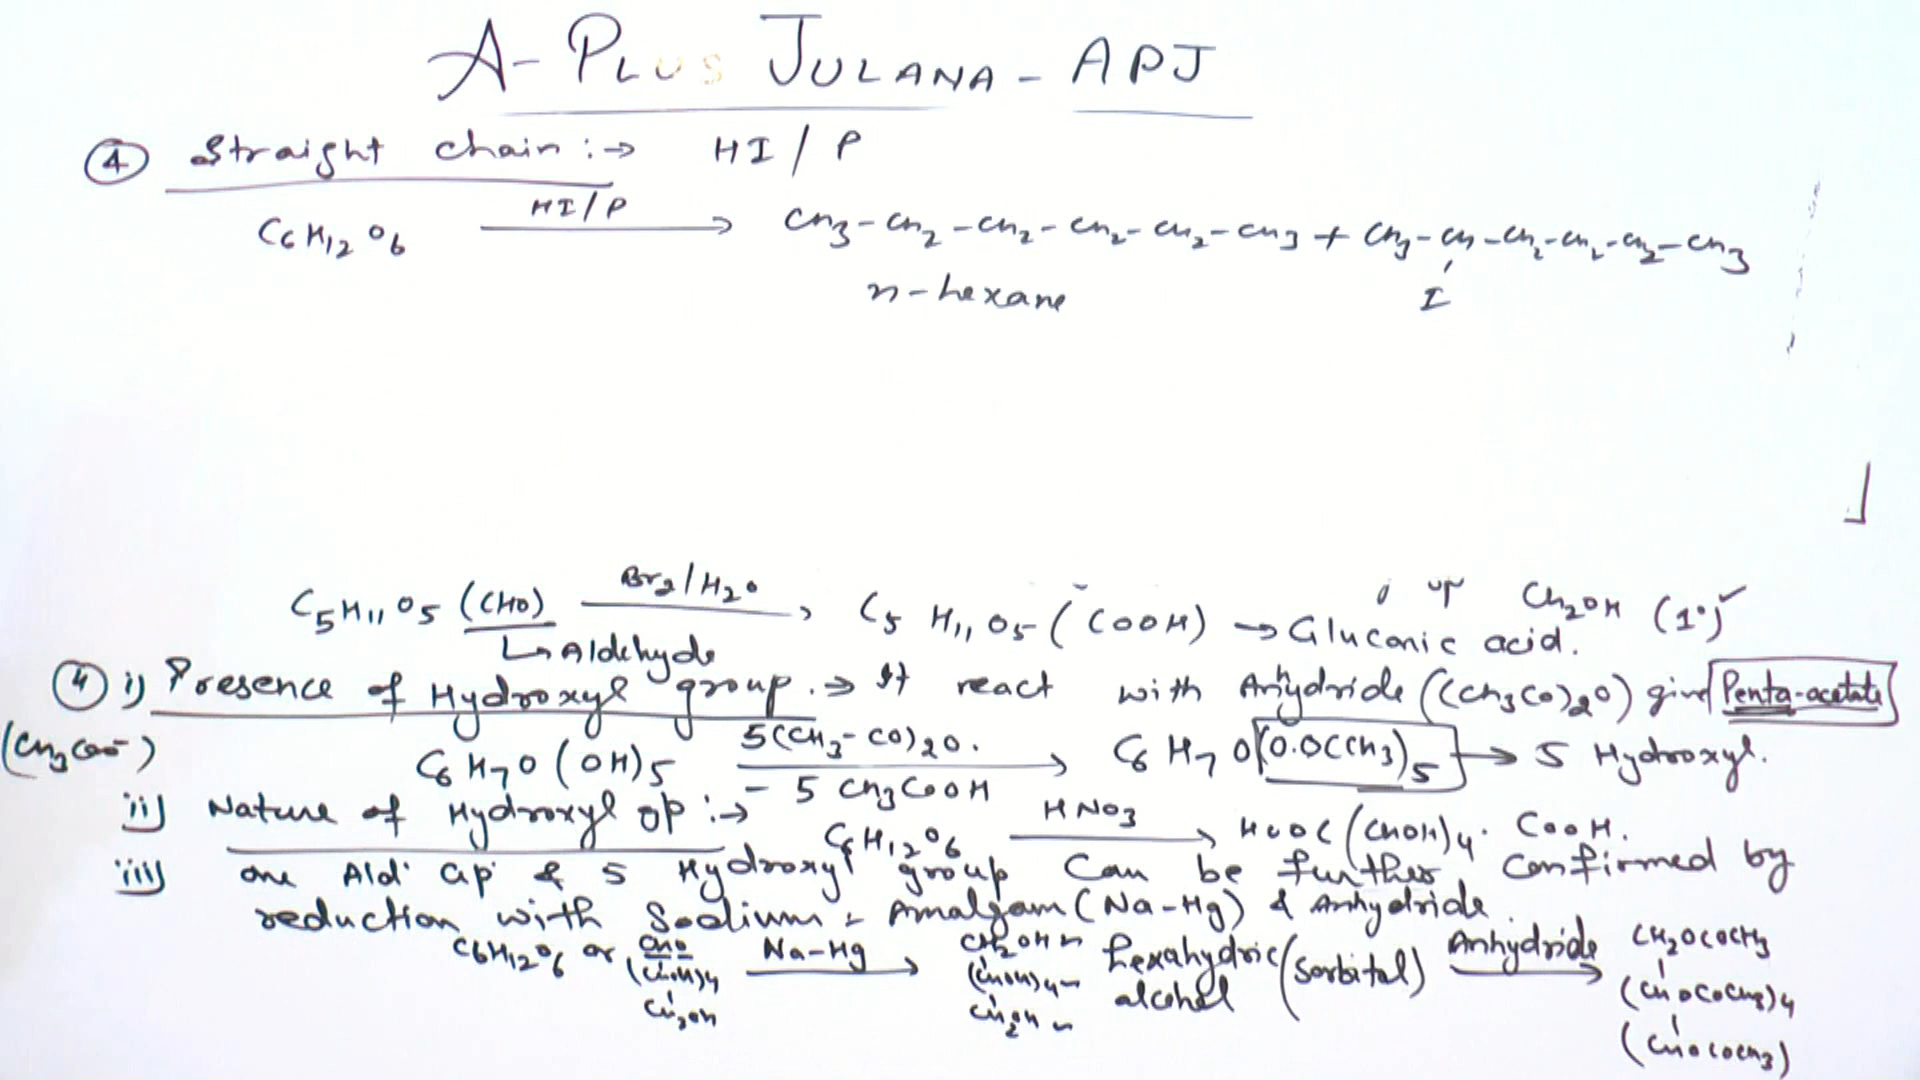 A-PLUS JULANA - APJ
④ Straight chain :→ HI / P
C6H12O6 HI/P → CH3-CH2-CH2-CH2-CH2-CH3 + CH3-CH-CH2-CH2-CH2-CH3
n-hexane I
C5H11O5 (CHO) Br2/H2O → C5H11O5 (COOH) → Gluconic acid.
CH2OH (1°) ✓
↳ Aldehyde
④ i) Presence of Hydroxyl group. → It react with Anhydride ((CH3CO)2O) give Penta-acetate
(CH3COO-)
C6H7O(OH)5 5(CH3-CO)2O. → C6H7O(O.OCCH3)5 → 5 Hydroxyl.
- 5 CH3COOH
ii) Nature of Hydroxyl gp :→ C6H12O6 HNO3 → HOOC(CHOH)4. COOH.
iii) one Ald' Gp & 5 Hydroxyl group can be further confirmed by
reduction with Sodium - Amalgam (Na-Hg) & Anhydride
C6H12O6 or CHO Na-Hg → CH2OH hexahydric (sorbital) Anhydride → CH2OCOCH3
(CHOH)4 (CHOH)4 alcohol (CHOCOCH3)4
CH2OH CH2OH (CHOCOCH3)